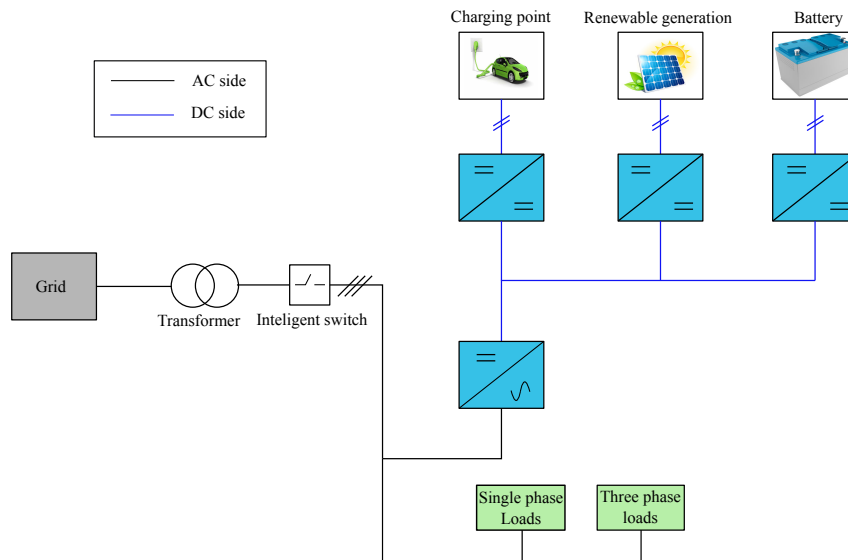 Charging point
Renewable generation
Battery
AC side
DC side
Grid
Transformer
Inteligent switch
Single phase
Loads
Three phase
loads